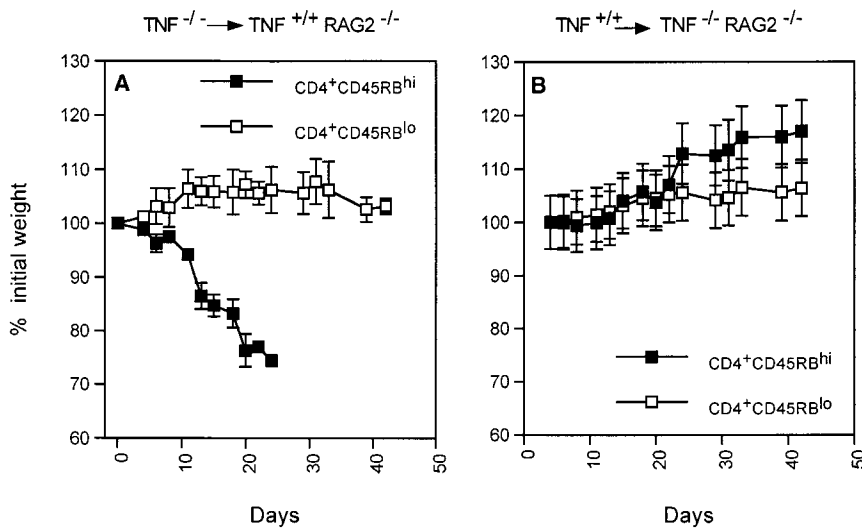 TNF -/- → TNF +/+ RAG2 -/-
TNF +/+ → TNF -/- RAG2 -/-
A
CD4+CD45RBhi
CD4+CD45RBlo
% initial weight
130
120
110
100
90
80
70
60
0
10
20
30
40
50
Days
B
CD4+CD45RBhi
CD4+CD45RBlo
130
120
110
100
90
80
70
60
0
10
20
30
40
50
Days